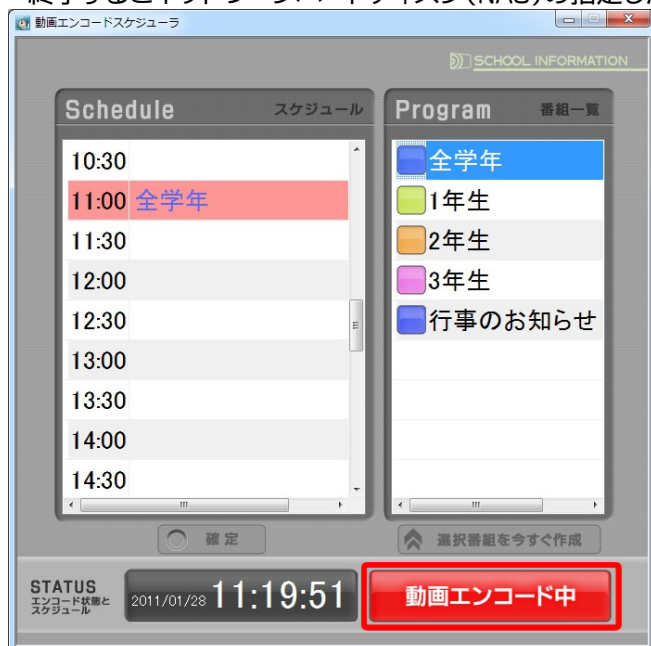 動画エンコードスケジューラ
SCHOOL INFORMATION
Schedule スケジュール
10:30
11:00 全学年
11:30
12:00
12:30
13:00
13:30
14:00
14:30
確定
Program 番組一覧
全学年
1年生
2年生
3年生
行事のお知らせ
選択番組を今すぐ作成
STATUS
エンコード状態と
スケジュール
2011/01/28 11:19:51
動画エンコード中